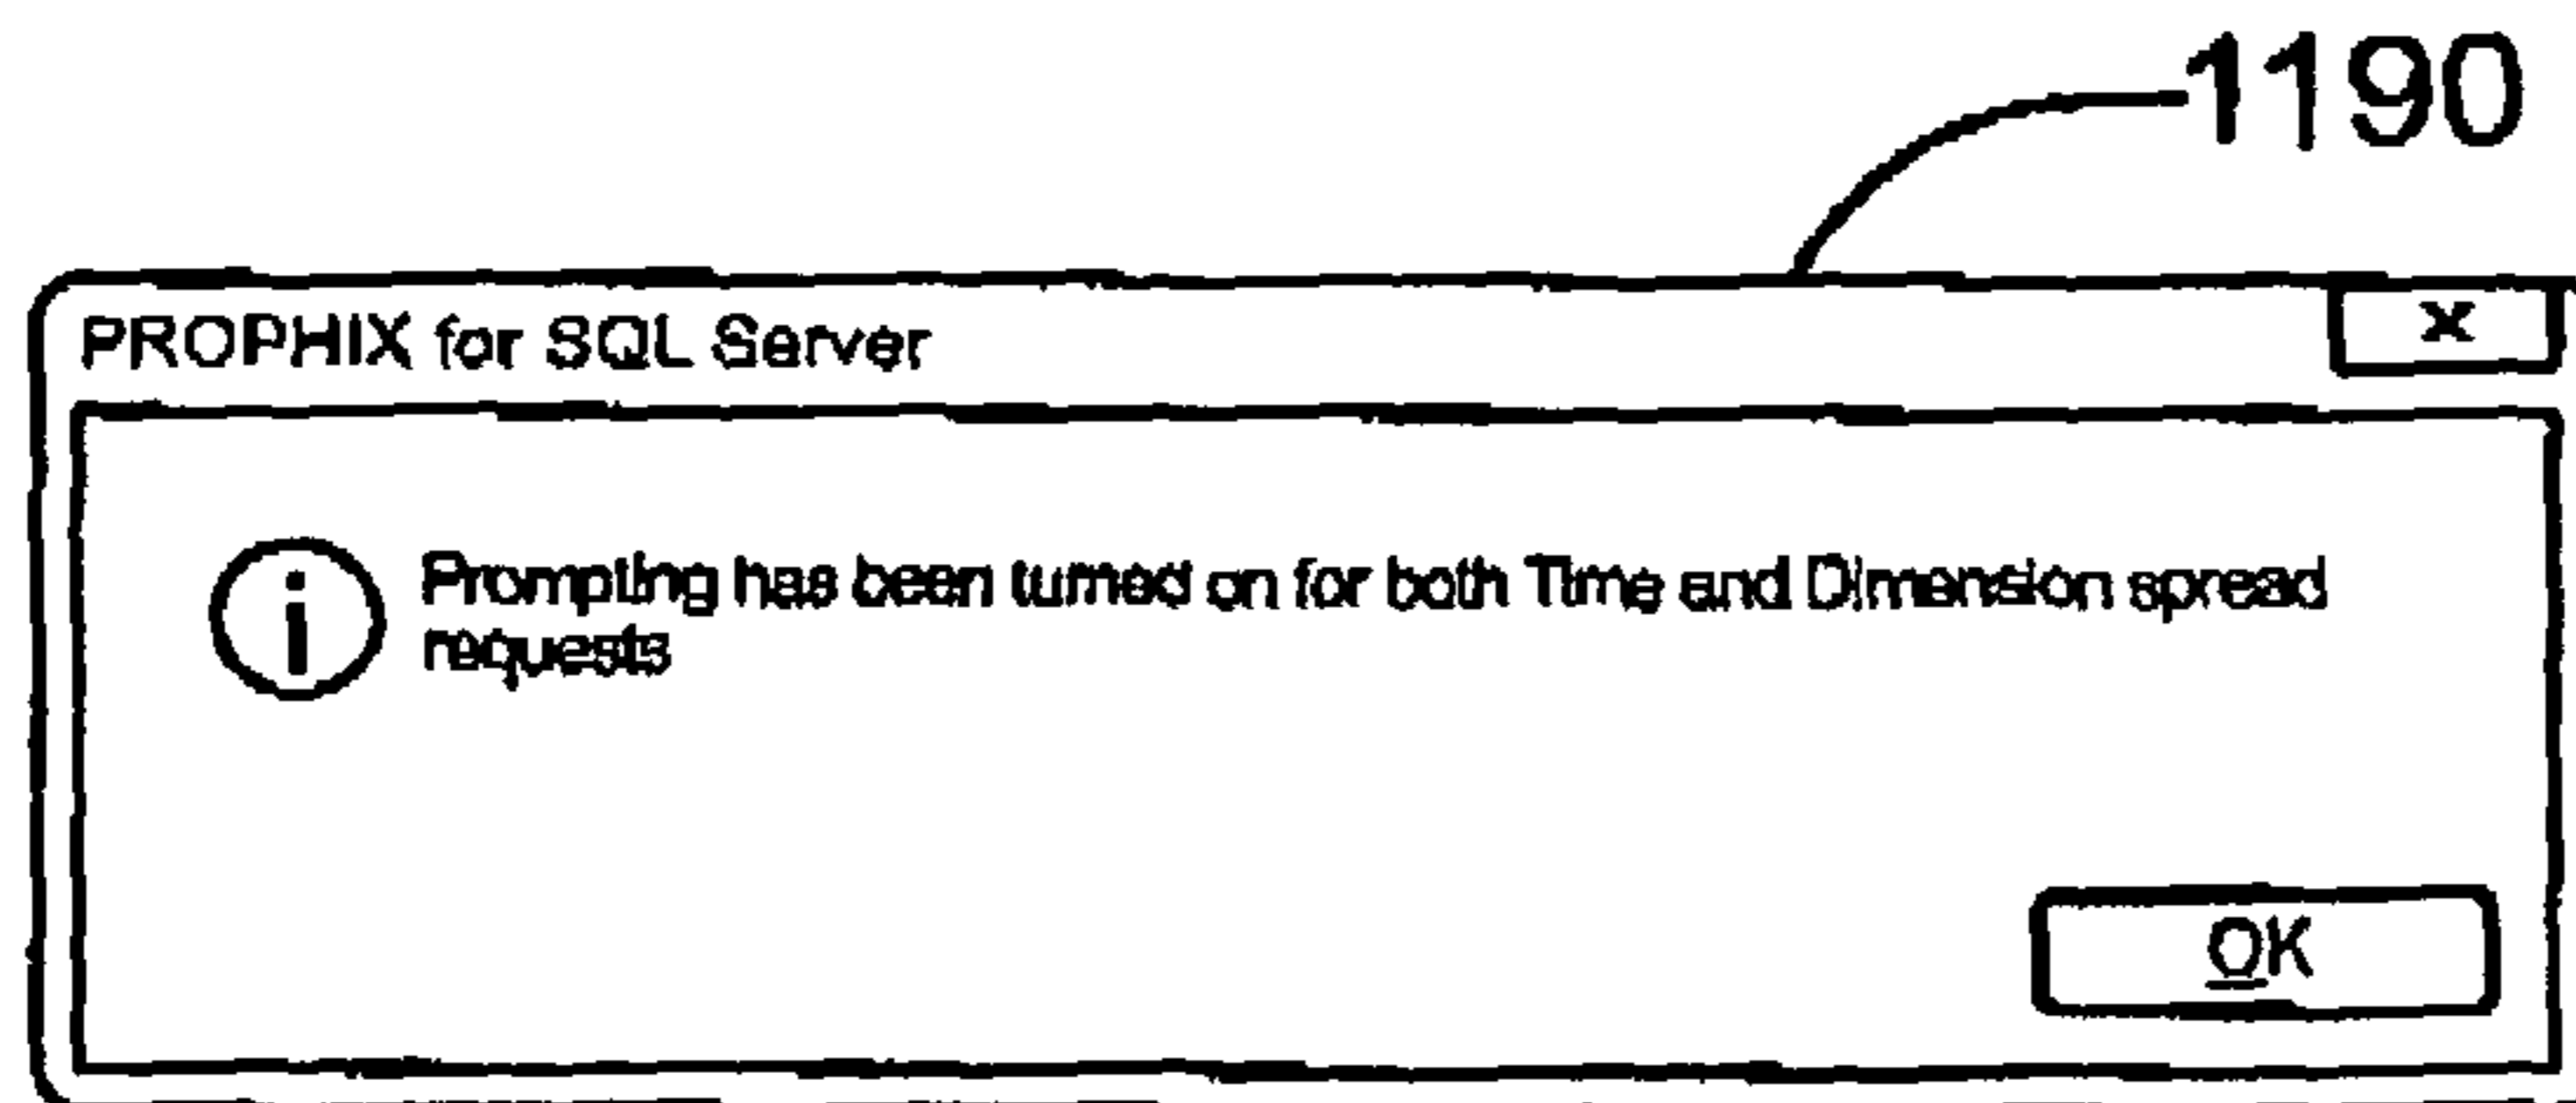 1190
PROPHIX for SQL Server
x
i
Prompting has been turned on for both Time and Dimension spread
requests
OK